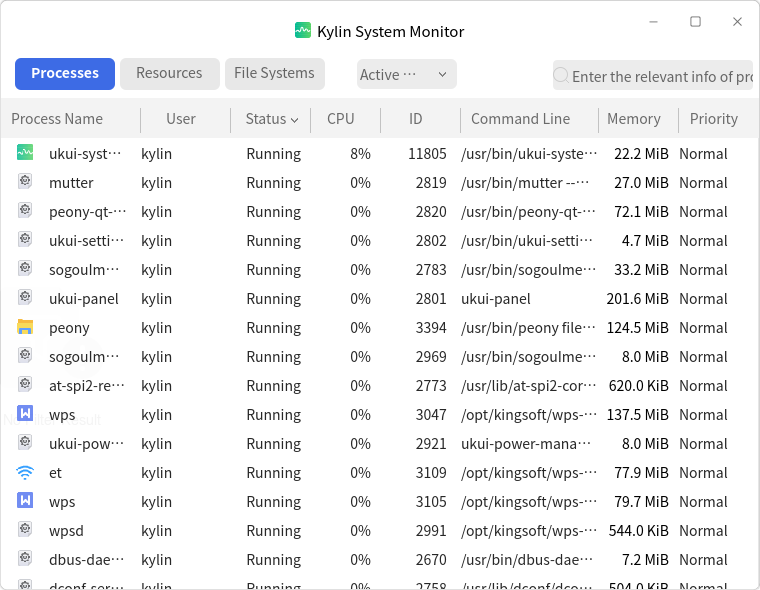 Kylin System Monitor
Processes Resources File Systems Active ··· Enter the relevant info of pro
Process Name User Status CPU ID Command Line Memory Priority
ukui-syst··· kylin Running 8% 11805 /usr/bin/ukui-syste··· 22.2 MiB Normal
mutter kylin Running 0% 2819 /usr/bin/mutter --··· 27.0 MiB Normal
peony-qt-··· kylin Running 0% 2820 /usr/bin/peony-qt-··· 72.1 MiB Normal
ukui-setti··· kylin Running 0% 2802 /usr/bin/ukui-setti··· 4.7 MiB Normal
sogouIm··· kylin Running 0% 2783 /usr/bin/sogouIme··· 33.2 MiB Normal
ukui-panel kylin Running 0% 2801 ukui-panel 201.6 MiB Normal
peony kylin Running 0% 3394 /usr/bin/peony file··· 124.5 MiB Normal
sogouIm··· kylin Running 0% 2969 /usr/bin/sogouIme··· 8.0 MiB Normal
at-spi2-re··· kylin Running 0% 2773 /usr/lib/at-spi2-cor··· 620.0 KiB Normal
wps kylin Running 0% 3047 /opt/kingsoft/wps-··· 137.5 MiB Normal
ukui-pow··· kylin Running 0% 2921 ukui-power-mana··· 8.0 MiB Normal
et kylin Running 0% 3109 /opt/kingsoft/wps-··· 77.9 MiB Normal
wps kylin Running 0% 3105 /opt/kingsoft/wps-··· 79.7 MiB Normal
wpsd kylin Running 0% 2991 /opt/kingsoft/wps-··· 544.0 KiB Normal
dbus-dae··· kylin Running 0% 2670 /usr/bin/dbus-dae··· 7.2 MiB Normal
dconf-ser··· kylin Running 0% 2758 /usr/lib/dconf/dco··· 504.0 KiB Normal